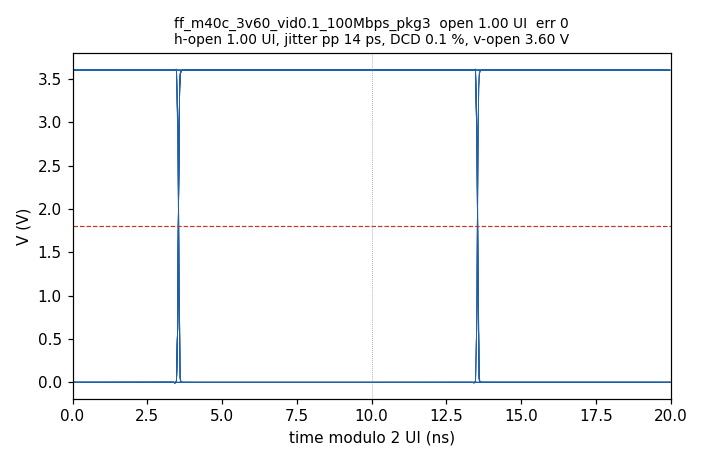 ff_m40c_3v60_vid0.1_100Mbps_pkg3  open 1.00 UI  err 0
h-open 1.00 UI, jitter pp 14 ps, DCD 0.1 %, v-open 3.60 V
3.5
3.0
2.5
2.0
1.5
1.0
0.5
0.0
V (V)
0.0 2.5 5.0 7.5 10.0 12.5 15.0 17.5 20.0
time modulo 2 UI (ns)